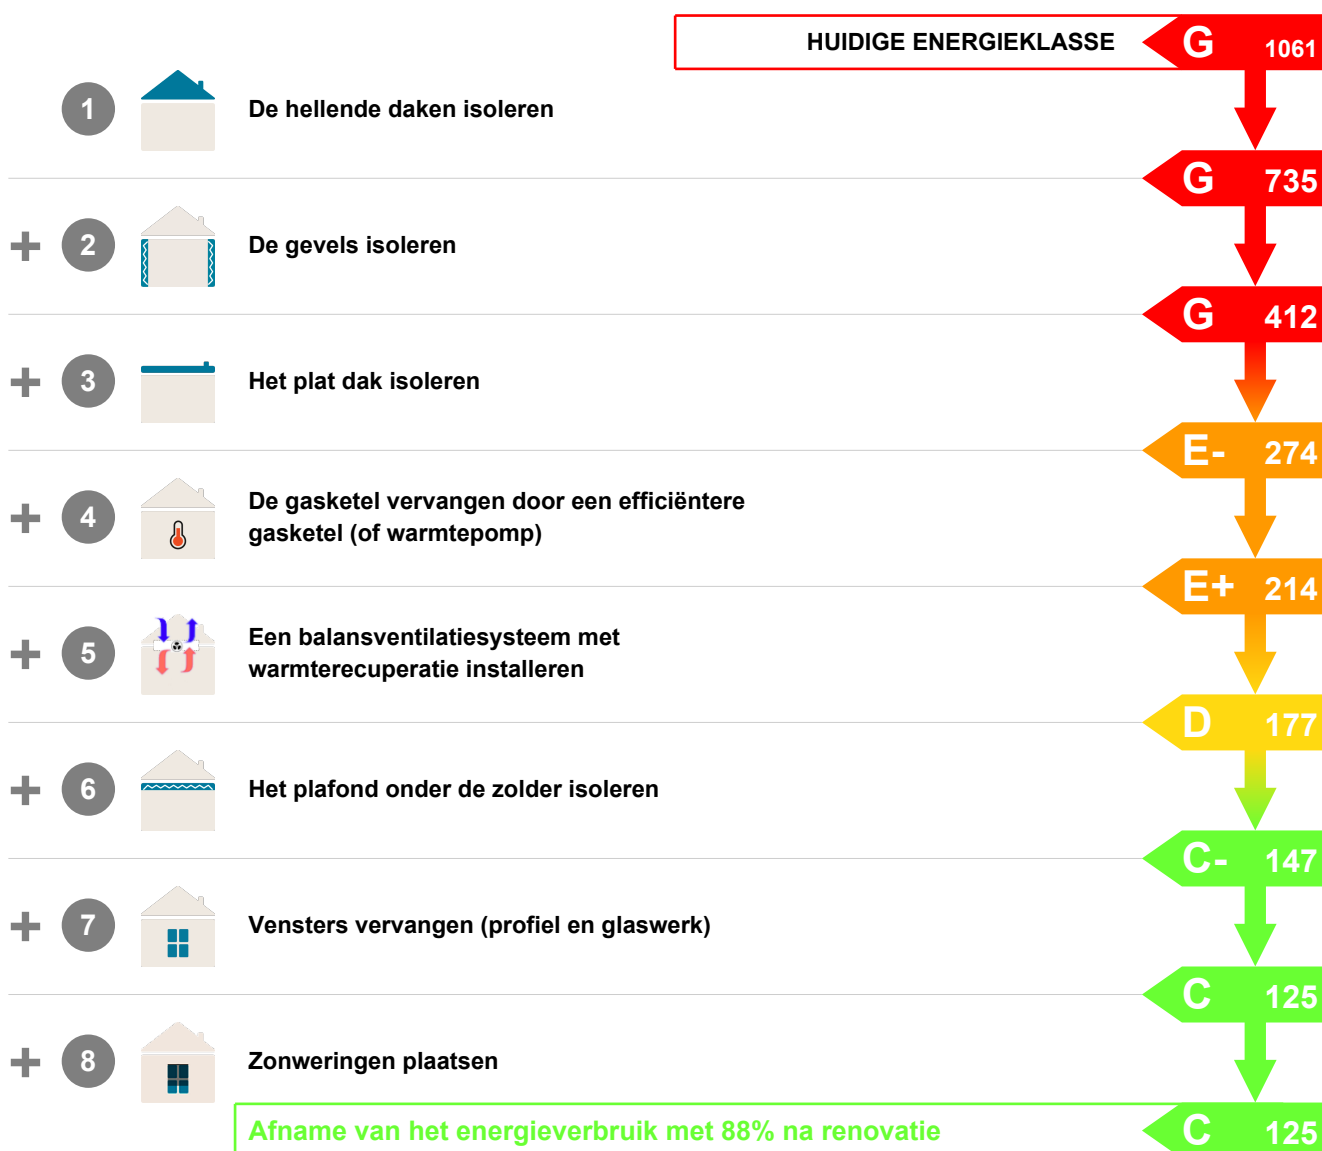 HUIDIGE ENERGIEKLASSE G 1061
1 De hellende daken isoleren
G 735
+ 2 De gevels isoleren
G 412
+ 3 Het plat dak isoleren
E- 274
+ 4 De gasketel vervangen door een efficiëntere
gasketel (of warmtepomp)
E+ 214
+ 5 Een balansventilatiesysteem met
warmterecuperatie installeren
D 177
+ 6 Het plafond onder de zolder isoleren
C- 147
+ 7 Vensters vervangen (profiel en glaswerk)
C 125
+ 8 Zonweringen plaatsen
Afname van het energieverbruik met 88% na renovatie C 125